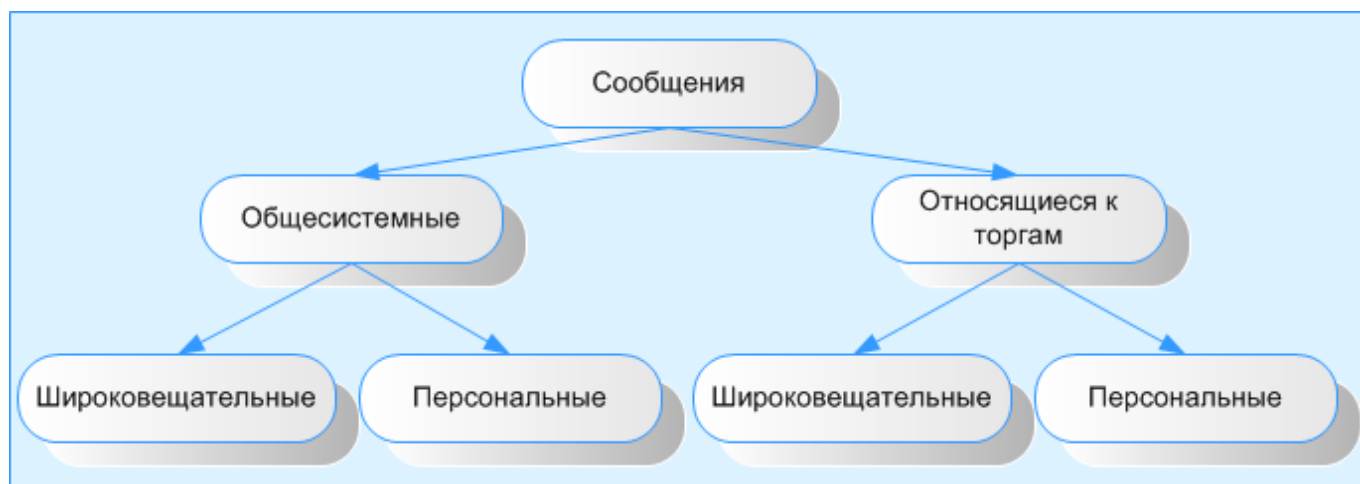 Сообщения
Общесистемные
Относящиеся к
торгам
Широковещательные
Персональные
Широковещательные
Персональные